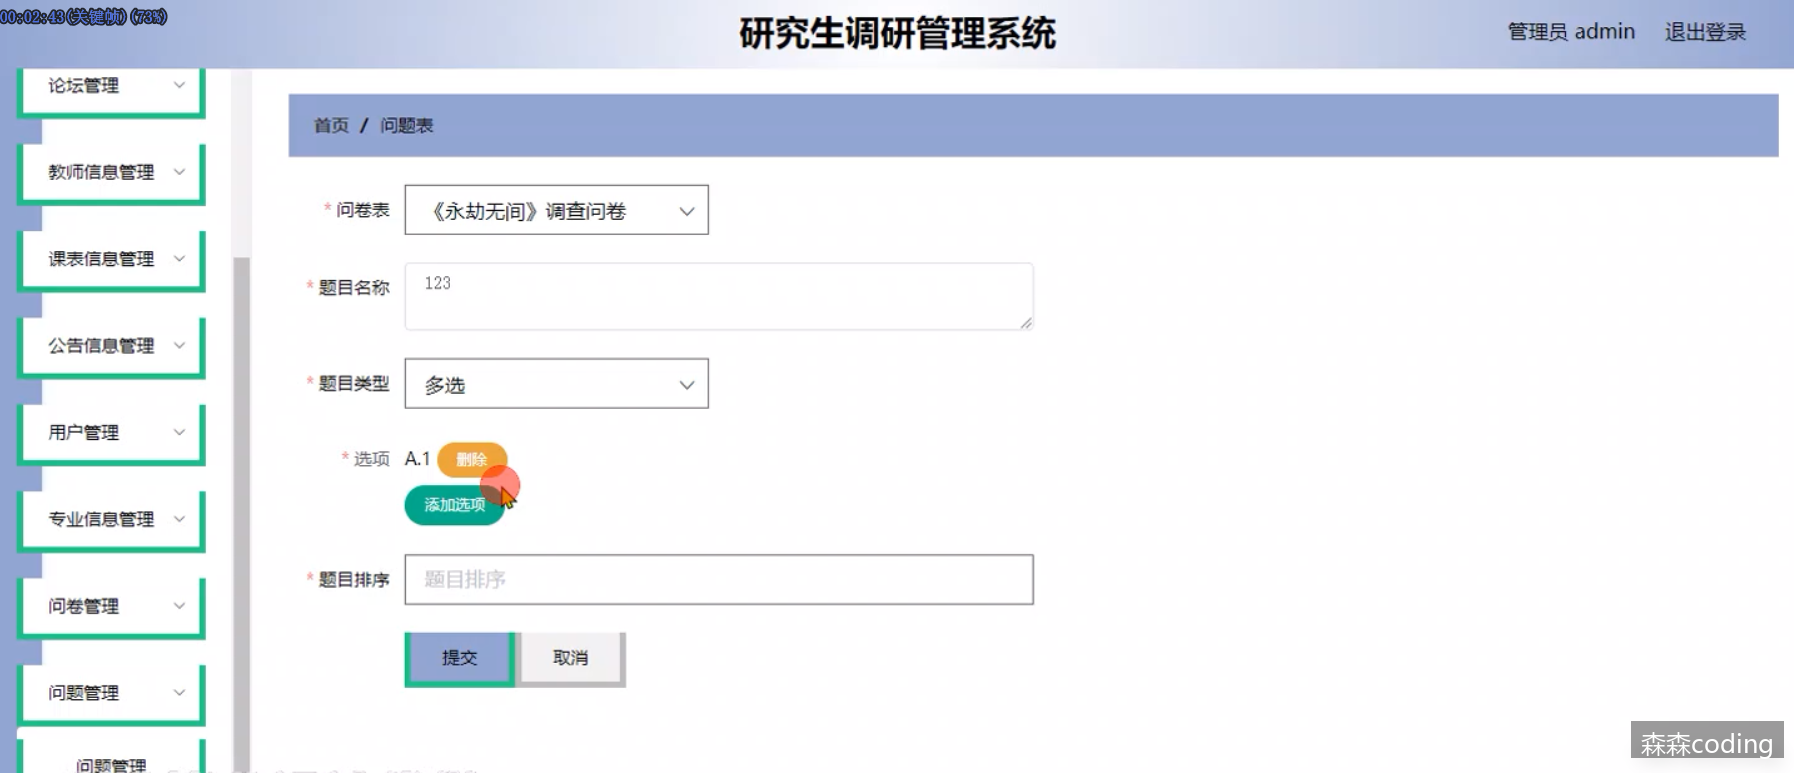 00:02:43(关键帧)(73%)
研究生调研管理系统
管理员 admin 退出登录
论坛管理
教师信息管理
课表信息管理
公告信息管理
用户管理
专业信息管理
问卷管理
问题管理
问题管理
首页 / 问题表
* 问卷表 《永劫无间》调查问卷
* 题目名称 123
* 题目类型 多选
* 选项 A.1 删除
添加选项
* 题目排序 题目排序
提交 取消
森森coding